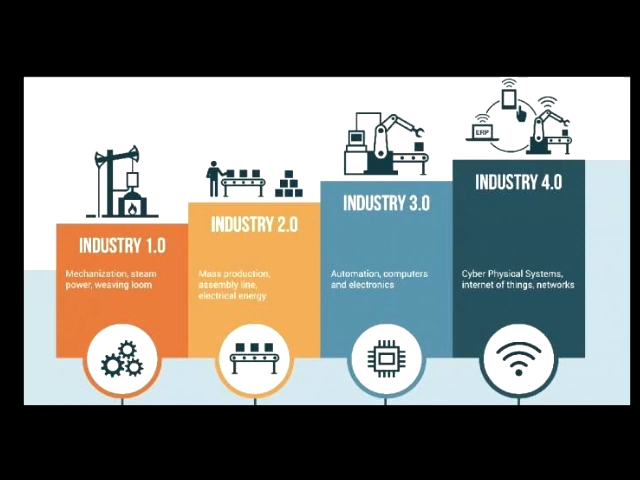 ERP
INDUSTRY 1.0
Mechanization, steam
power, weaving loom
INDUSTRY 2.0
Mass production,
assembly line,
electrical energy
INDUSTRY 3.0
Automation, computers
and electronics
INDUSTRY 4.0
Cyber Physical Systems,
internet of things, networks